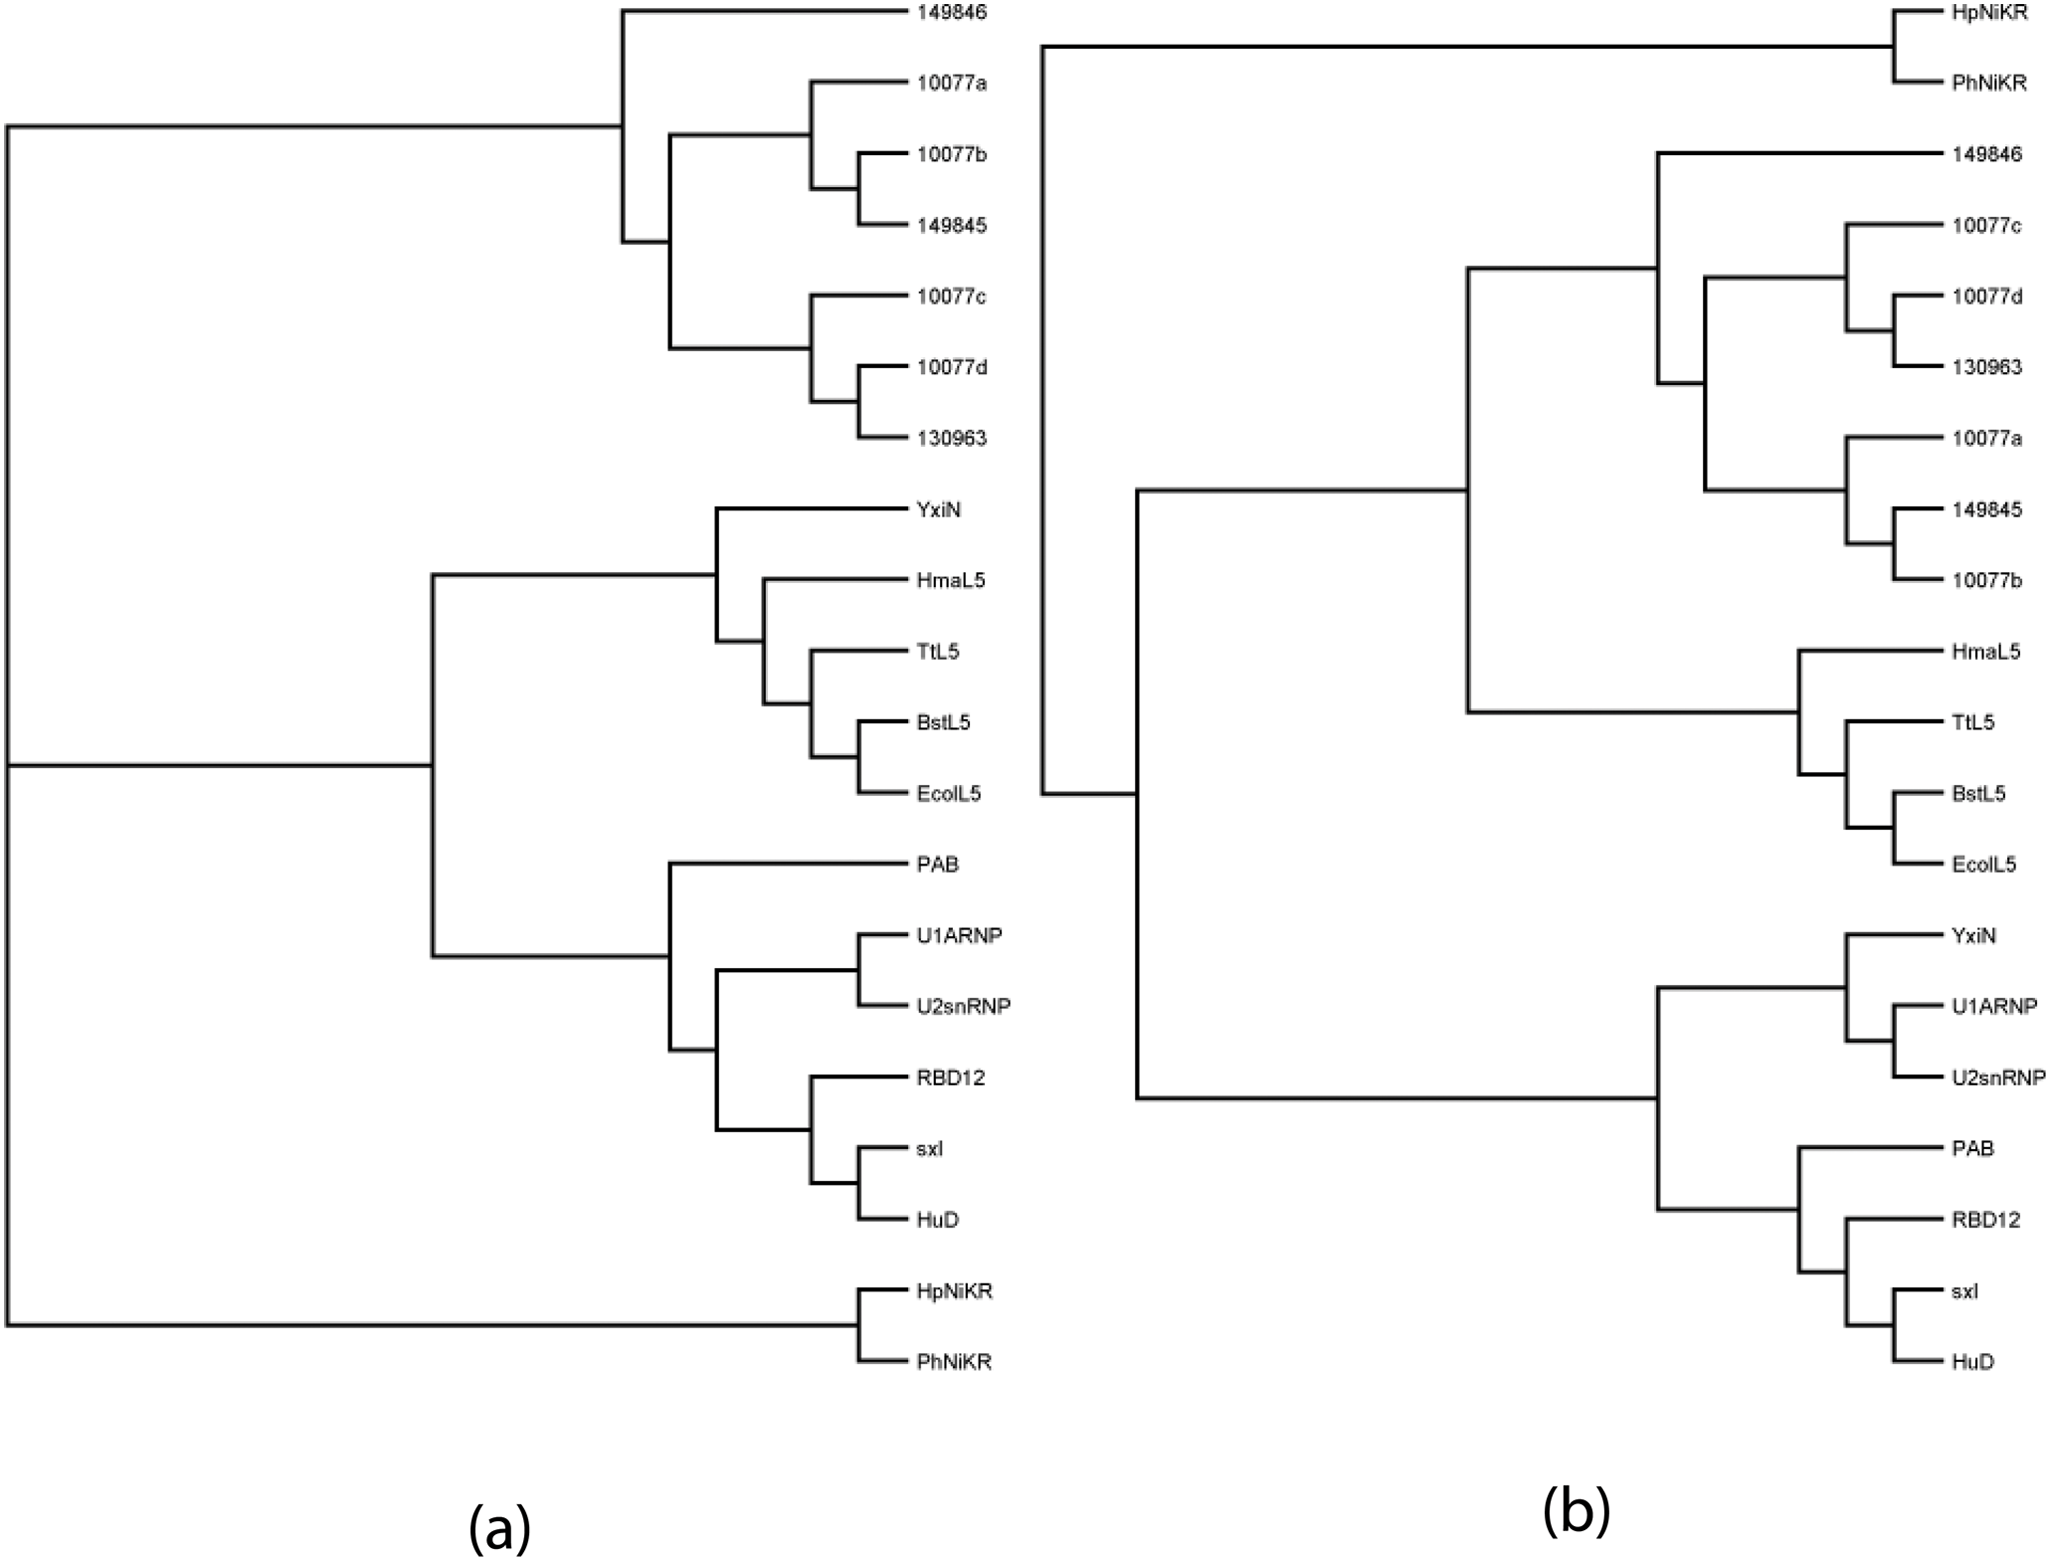 149846
10077a
10077b
149845
10077c
10077d
130963
YxiN
HmaL5
TtL5
BstL5
EcolL5
PAB
U1ARNP
U2snRNP
RBD12
sxl
HuD
HpNiKR
PhNiKR
(a)
HpNiKR
PhNiKR
149846
10077c
10077d
130963
10077a
149845
10077b
HmaL5
TtL5
BstL5
EcolL5
YxiN
U1ARNP
U2snRNP
PAB
RBD12
sxl
HuD
(b)